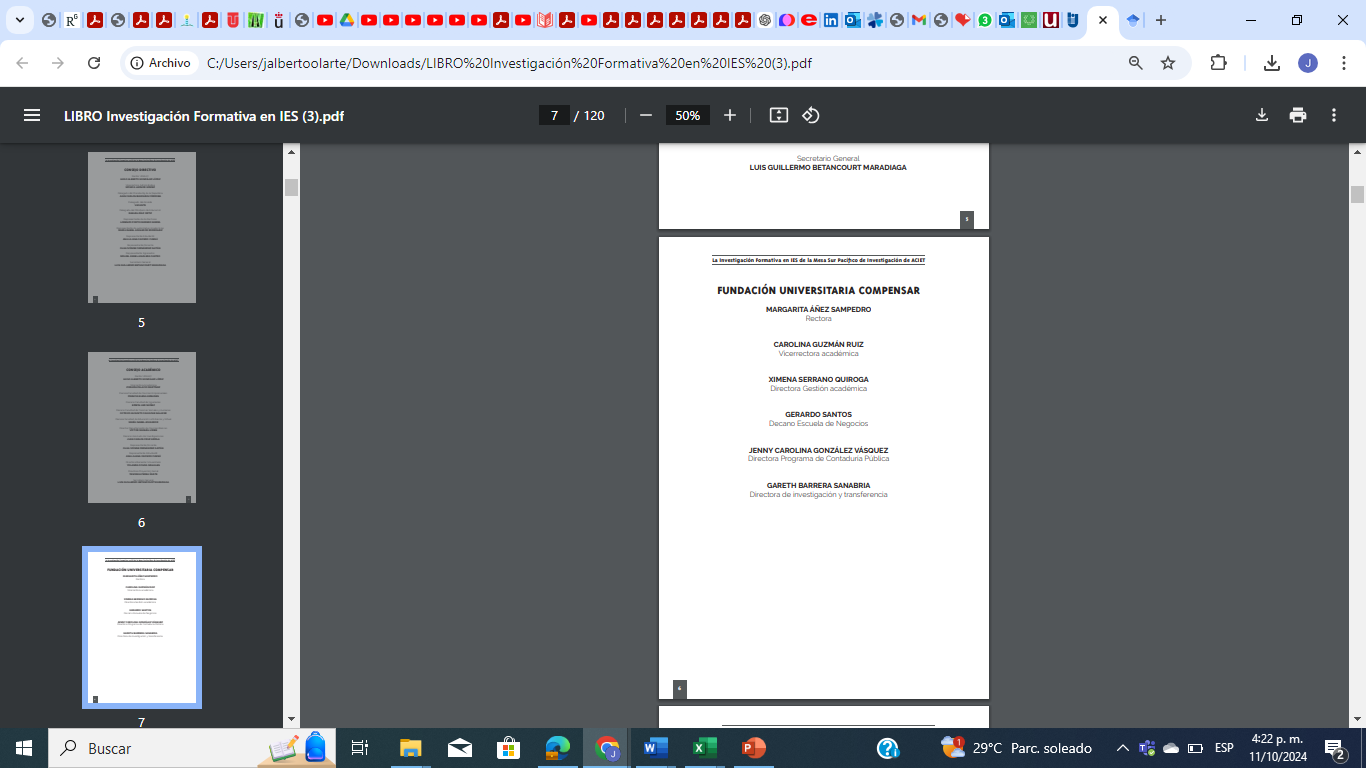 Archivo
C:/Users/jalbertoolarte/Downloads/LIBRO%20Investigación%20Formativa%20en%20IES%20(3).pdf
J
LIBRO Investigación Formativa en IES (3).pdf
7 / 120
50%
5
6
7
Secretario General
LUIS GUILLERMO BETANCOURT MARADIAGA
La Investigación Formativa en IES de la Mesa Sur Pacífico de Investigación de ACIET
FUNDACIÓN UNIVERSITARIA COMPENSAR
MARGARITA ÁÑEZ SAMPEDRO
Rectora
CAROLINA GUZMÁN RUIZ
Vicerrectora académica
XIMENA SERRANO QUIROGA
Directora Gestión académica
GERARDO SANTOS
Decano Escuela de Negocios
JENNY CAROLINA GONZÁLEZ VÁSQUEZ
Directora Programa de Contaduría Pública
GARETH BARRERA SANABRIA
Directora de investigación y transferencia
6
Buscar
29°C Parc. soleado
ESP
4:22 p. m.
11/10/2024
2